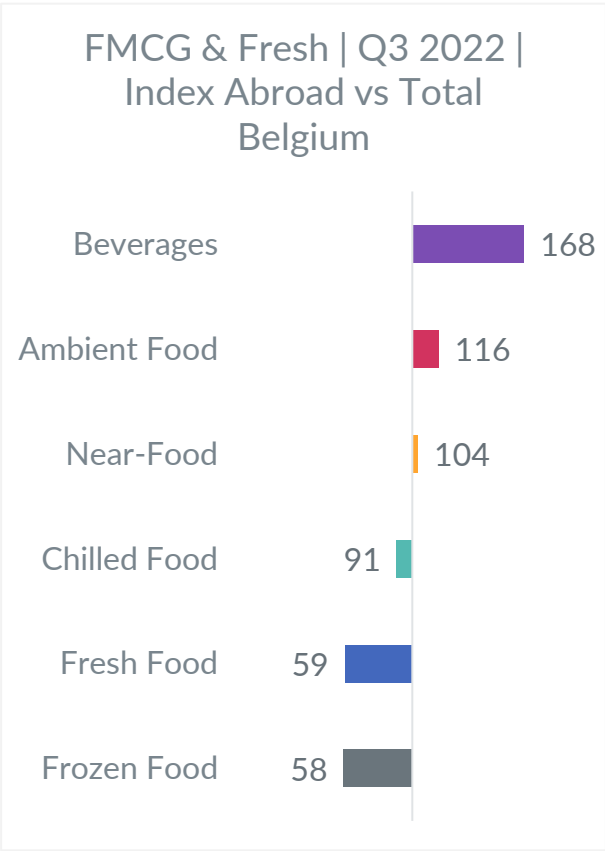 FMCG & Fresh | Q3 2022 |
Index Abroad vs Total
Belgium
Beverages 168
Ambient Food 116
Near-Food 104
Chilled Food 91
Fresh Food 59
Frozen Food 58